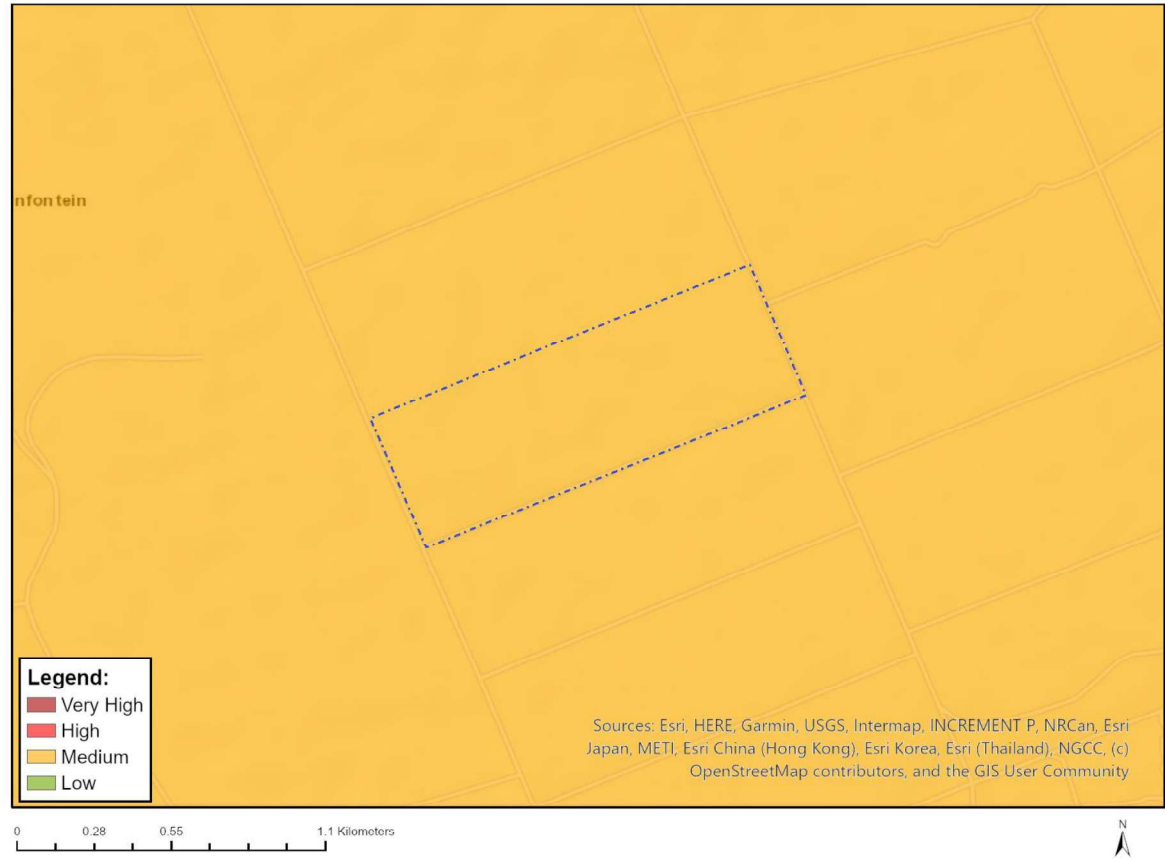 nfontein
Legend:
Very High
High
Medium
Low
Sources: Esri, HERE, Garmin, USGS, Intermap, INCREMENT P, NRCan, Esri
Japan, METI, Esri China (Hong Kong), Esri Korea, Esri (Thailand), NGCC, (c)
OpenStreetMap contributors, and the GIS User Community
0 0.28 0.55 1.1 Kilometers
N